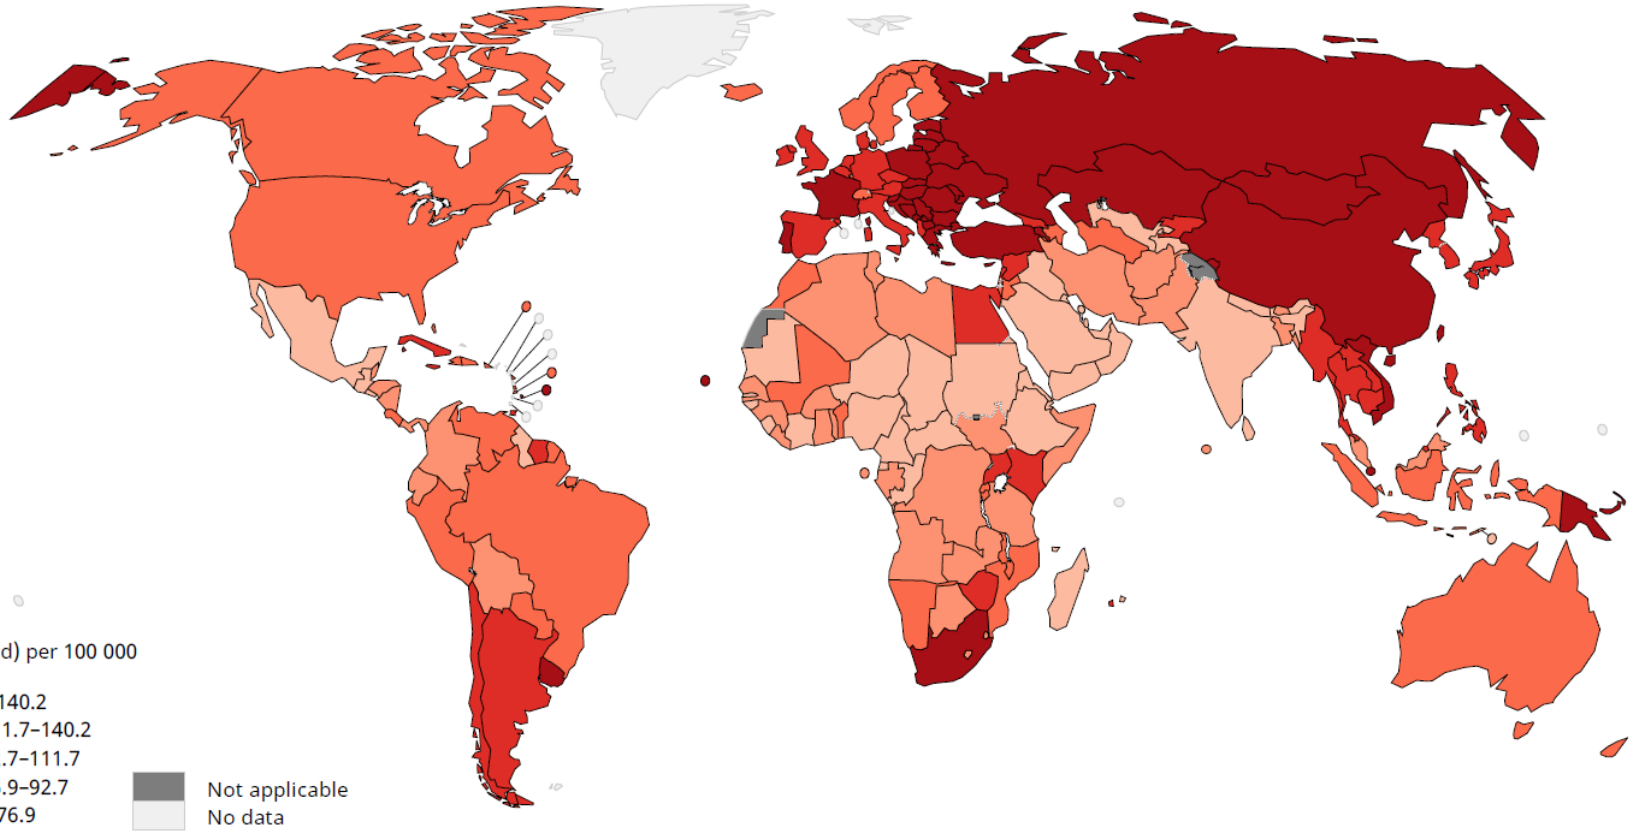 d) per 100 000
140.2
1.7–140.2
.7–111.7
.9–92.7
76.9
Not applicable
No data